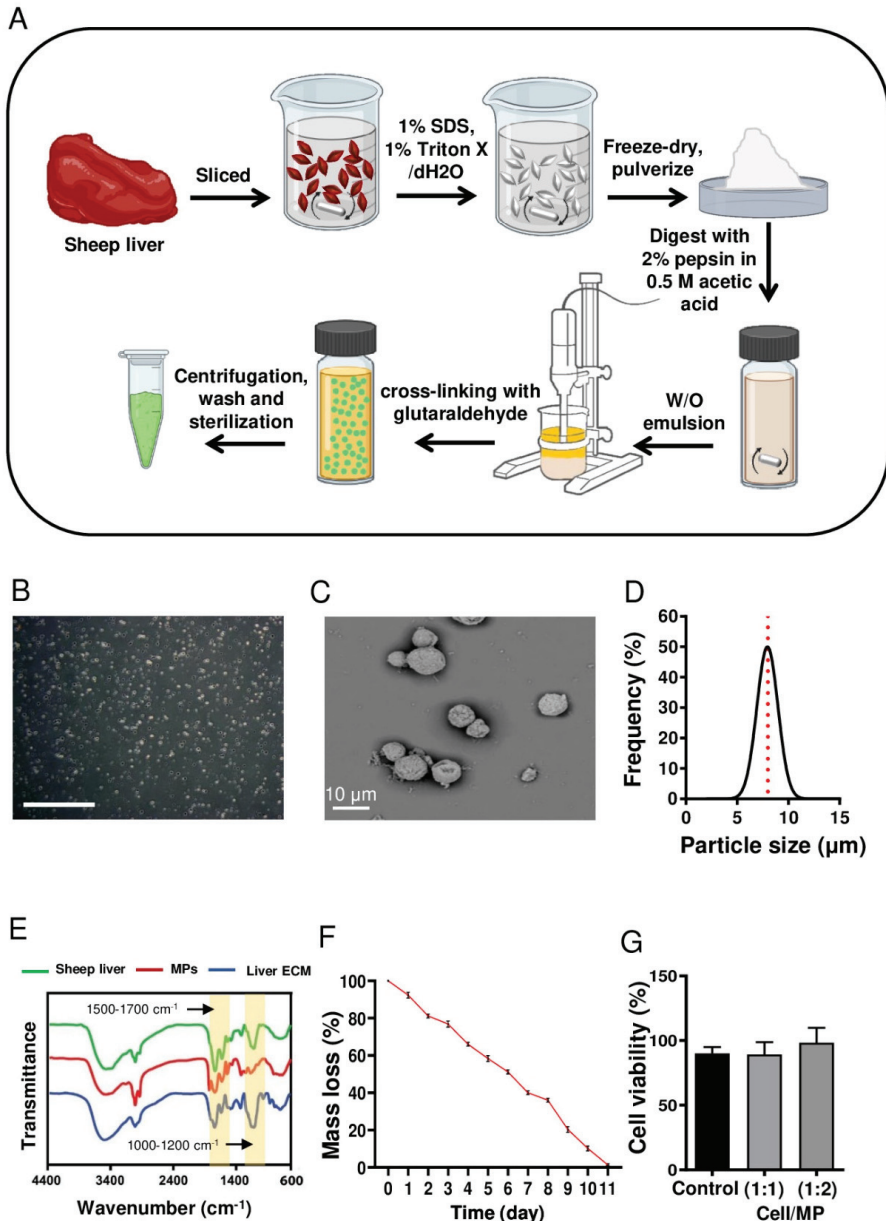 A
Sheep liver
Sliced
1% SDS,
1% Triton X
/dH2O
Freeze-dry,
pulverize
Digest with
2% pepsin in
0.5 M acetic
acid
W/O
emulsion
cross-linking with
glutaraldehyde
Centrifugation,
wash and
sterilization
B
C
10 µm
D
Frequency (%)
60
50
40
30
20
10
0
0 5 10 15
Particle size (µm)
E
Sheep liver MPs Liver ECM
1500-1700 cm⁻¹
1000-1200 cm⁻¹
Transmittance
4400 3400 2400 1400 600
Wavenumber (cm⁻¹)
F
Mass loss (%)
100
80
60
40
20
0
0 1 2 3 4 5 6 7 8 9 10 11
Time (day)
G
Cell viability (%)
150
100
50
0
Control (1:1) (1:2)
Cell/MP